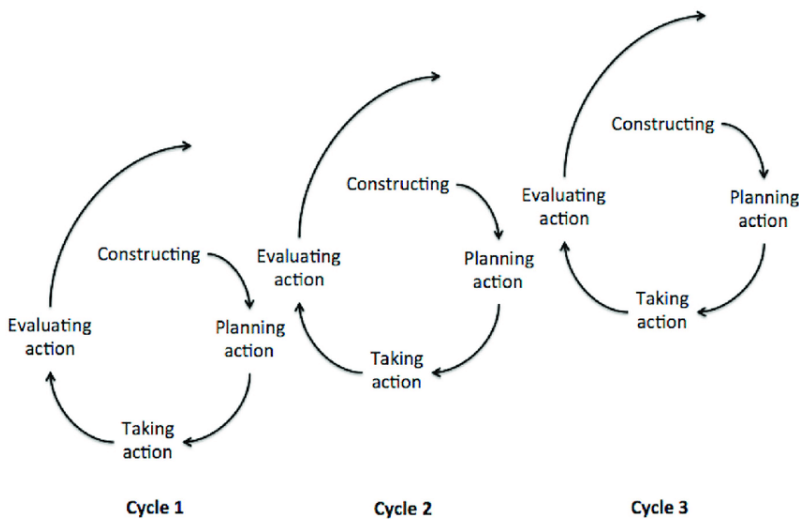 Constructing
Planning
action
Taking
action
Evaluating
action
Cycle 1
Constructing
Planning
action
Taking
action
Evaluating
action
Cycle 2
Constructing
Planning
action
Taking
action
Evaluating
action
Cycle 3